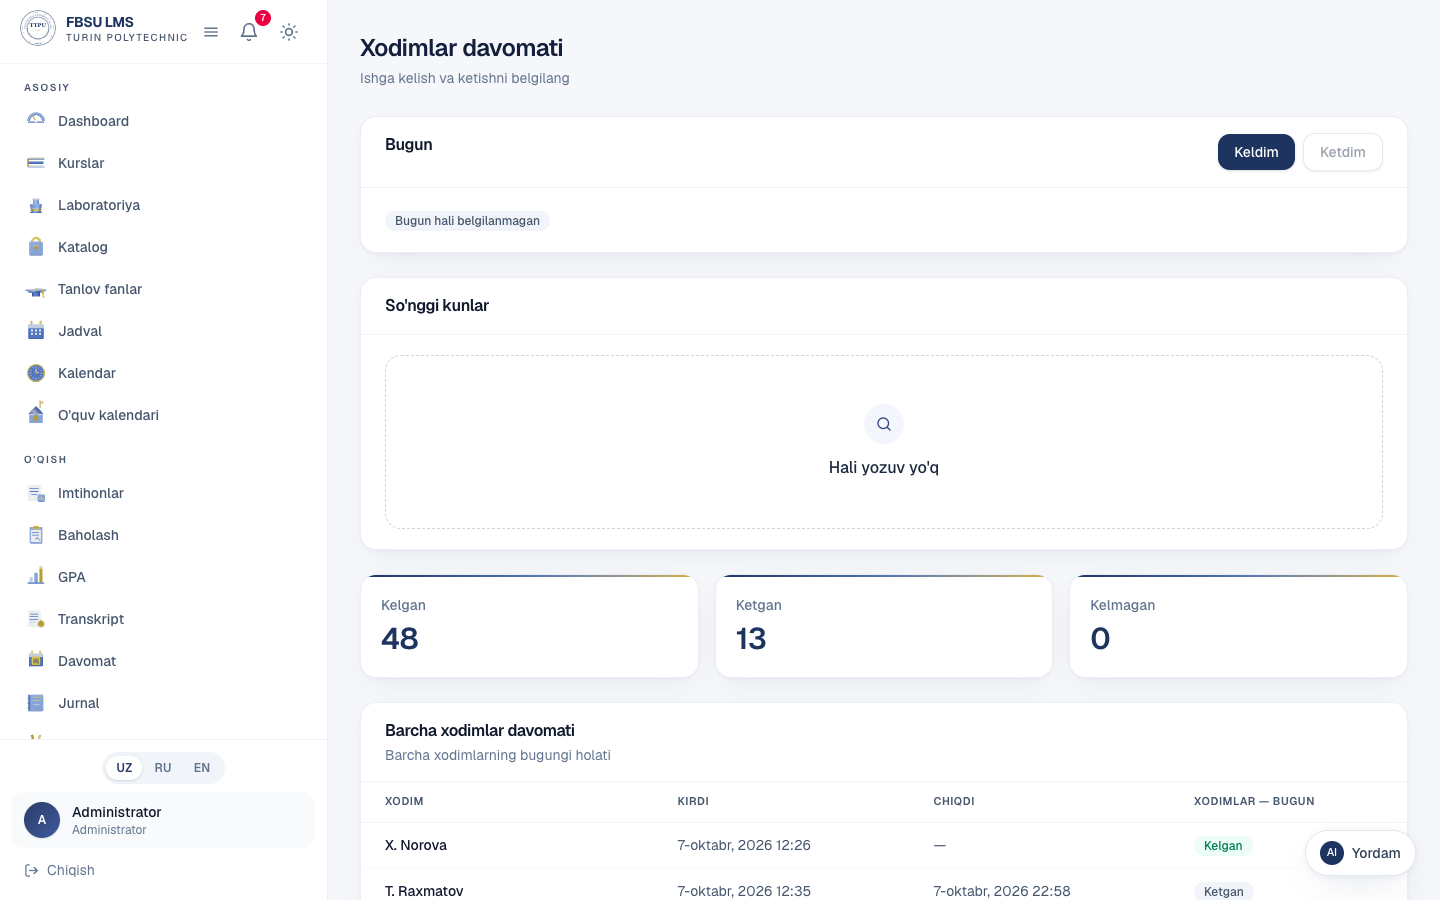 TTPU
FBSU LMS
TURIN POLYTECHNIC
7
ASOSIY
Dashboard
Kurslar
Laboratoriya
Katalog
Tanlov fanlar
Jadval
Kalendar
O'quv kalendari
O'QISH
Imtihonlar
Baholash
GPA
Transkript
Davomat
Jurnal
UZ RU EN
A
Administrator
Administrator
Chiqish
Xodimlar davomati
Ishga kelish va ketishni belgilang
Bugun
Keldim Ketdim
Bugun hali belgilanmagan
So'nggi kunlar
Hali yozuv yo'q
Kelgan
48
Ketgan
13
Kelmagan
0
Barcha xodimlar davomati
Barcha xodimlarning bugungi holati
XODIM KIRDI CHIQDI XODIMLAR — BUGUN
X. Norova 7-oktabr, 2026 12:26 — Kelgan
T. Raxmatov 7-oktabr, 2026 12:35 7-oktabr, 2026 22:58 Ketgan
AI Yordam